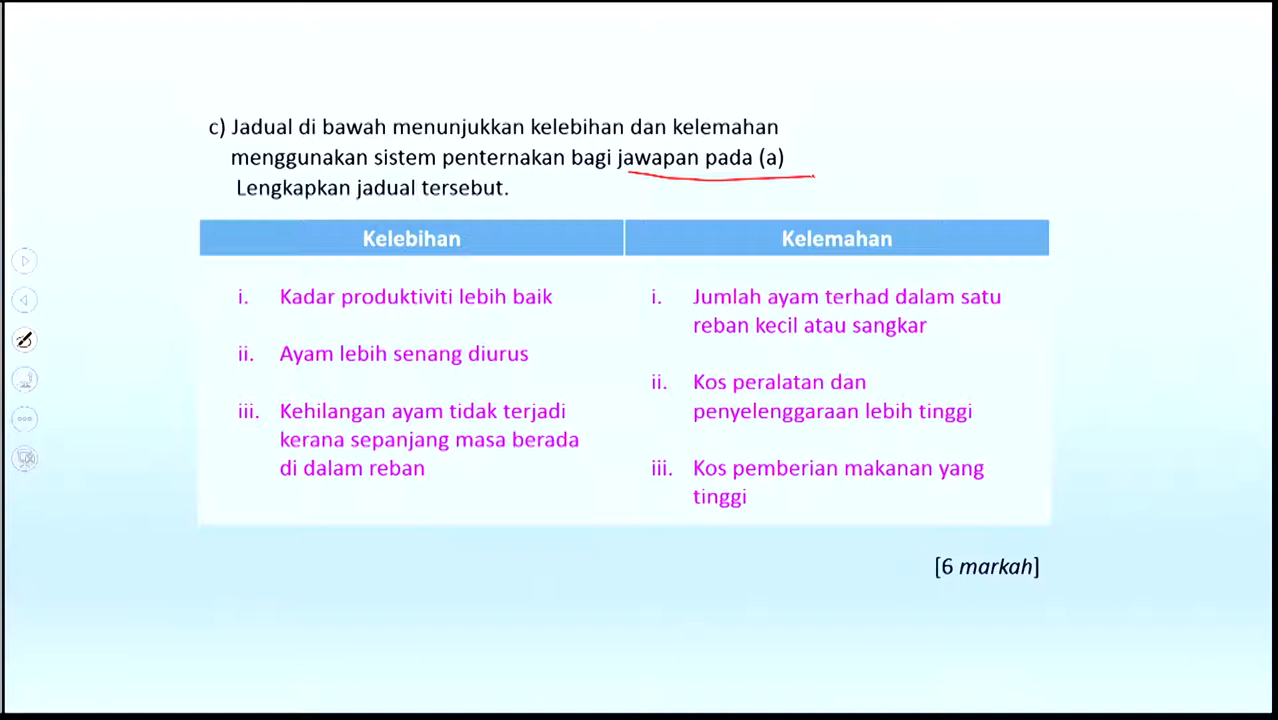 c) Jadual di bawah menunjukkan kelebihan dan kelemahan
menggunakan sistem penternakan bagi jawapan pada (a)
Lengkapkan jadual tersebut.
Kelebihan
i. Kadar produktiviti lebih baik
ii. Ayam lebih senang diurus
iii. Kehilangan ayam tidak terjadi
kerana sepanjang masa berada
di dalam reban
Kelemahan
i. Jumlah ayam terhad dalam satu
reban kecil atau sangkar
ii. Kos peralatan dan
penyelenggaraan lebih tinggi
iii. Kos pemberian makanan yang
tinggi
[6 markah]